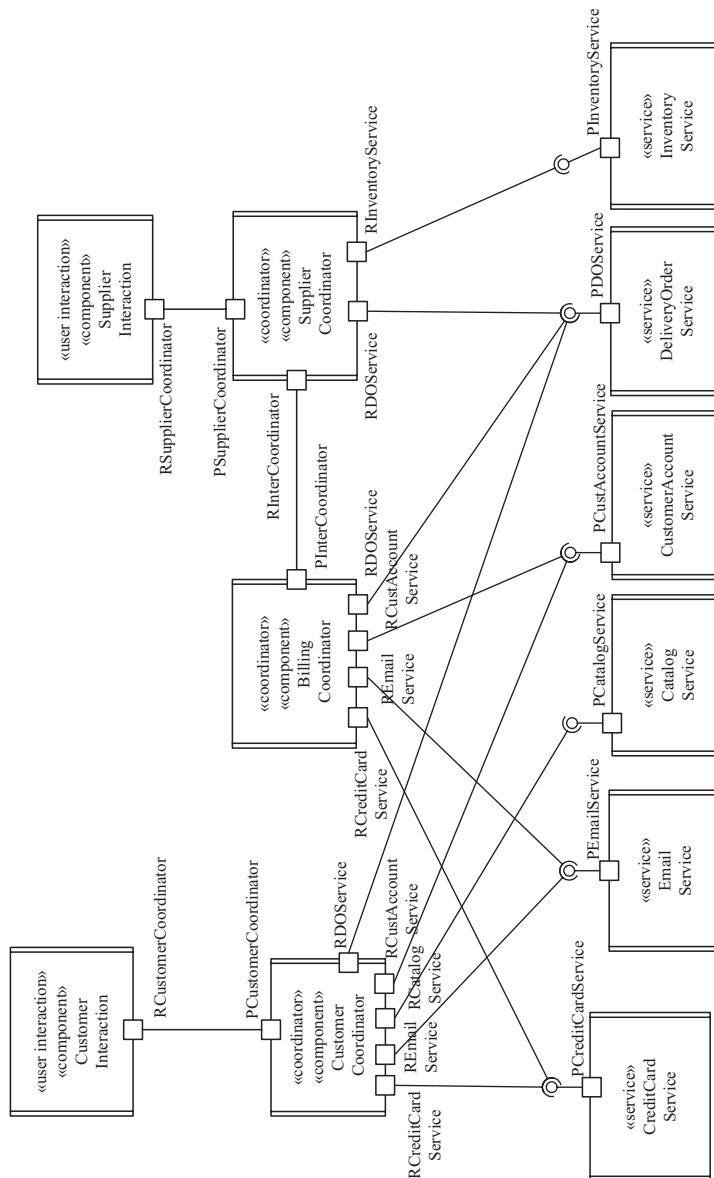 «user interaction»
«component»
Customer
Interaction
RCustomerCoordinator
PCustomerCoordinator
«coordinator»
«component»
Customer
Coordinator
RDOService
RCustAccount
Service
RCatalog
Service
REmail
Service
RCreditCard
Service
«coordinator»
«component»
Billing
Coordinator
PInterCoordinator
RDOService
RCustAccount
Service
REmail
Service
RCreditCard
Service
«user interaction»
«component»
Supplier
Interaction
RSupplierCoordinator
PSupplierCoordinator
«coordinator»
«component»
Supplier
Coordinator
RInterCoordinator
RDOService
RInventoryService
PCreditCardService
«service»
CreditCard
Service
PEmailService
«service»
Email
Service
PCatalogService
«service»
Catalog
Service
PCustAccountService
«service»
CustomerAccount
Service
PDOService
«service»
DeliveryOrder
Service
PInventoryService
«service»
Inventory
Service